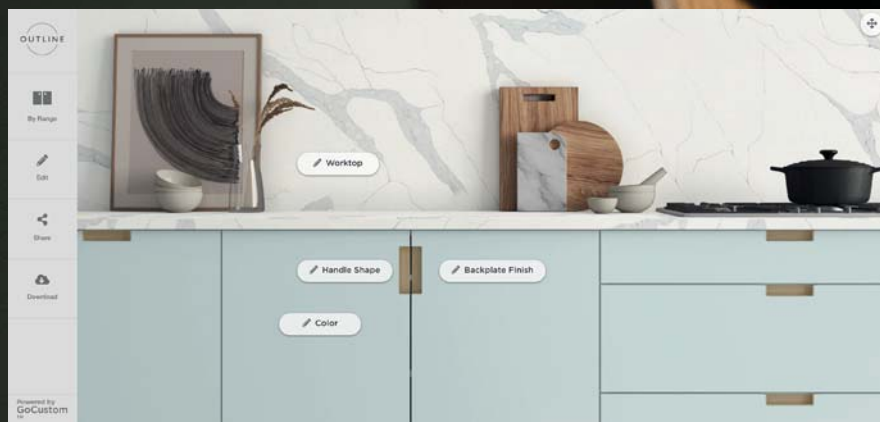 OUTLINE
By Range
Edit
Share
Download
Powered by
GoCustom
Worktop
Handle Shape
Backplate Finish
Color